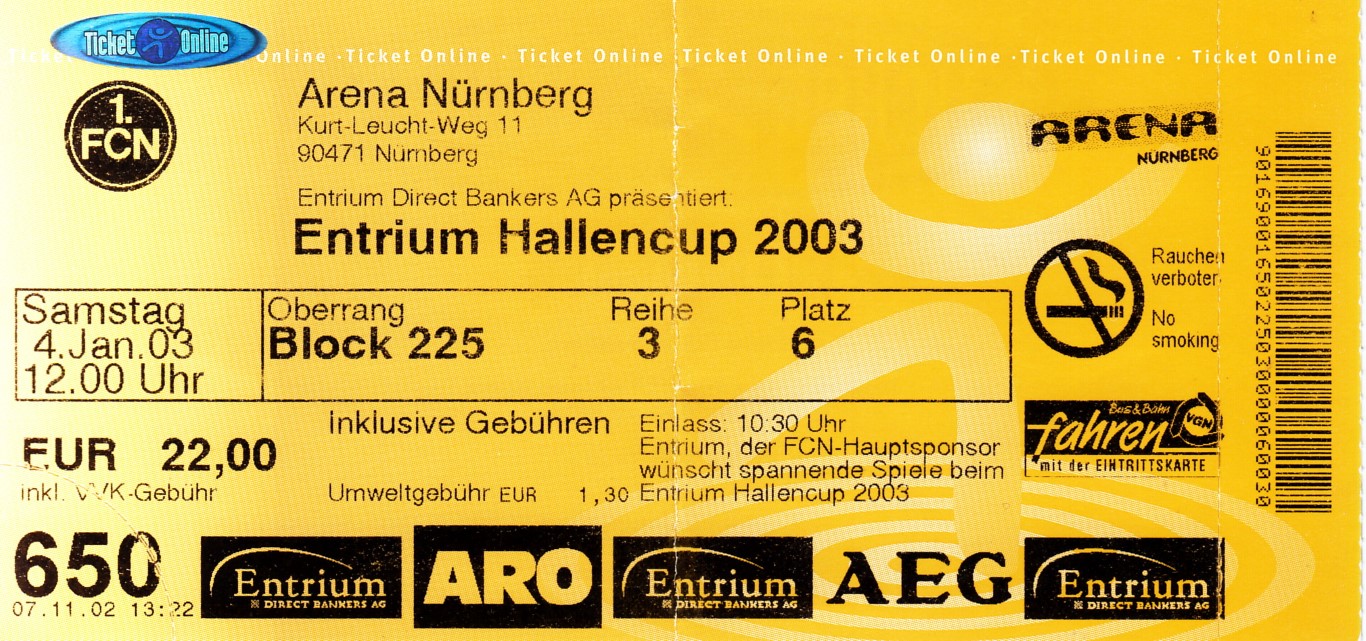 Ticket Online
Ticket Online · Ticket Online · Ticket Online · Ticket Online · Ticket Online · Ticket Online · Ticket Online
1.
FCN
Arena Nürnberg
Kurt-Leucht-Weg 11
90471 Nürnberg
Entrium Direct Bankers AG präsentiert:
Entrium Hallencup 2003
ARENA
NÜRNBERG
Rauchen
verboten
No
smoking
Samstag
4.Jan.03
12.00 Uhr
Oberrang Reihe Platz
Block 225 3 6
EUR 22,00
inkl. VVK-Gebühr
inklusive Gebühren
Umweltgebühr EUR 1,30
Einlass: 10:30 Uhr
Entrium, der FCN-Hauptsponsor
wünscht spannende Spiele beim
Entrium Hallencup 2003
Bus & Bahn
VGN
fahren
mit der EINTRITTSKARTE
650
07.11.02 13:22
Entrium
DIRECT BANKERS AG
ARO
Entrium
DIRECT BANKERS AG
AEG
Entrium
DIRECT BANKERS AG